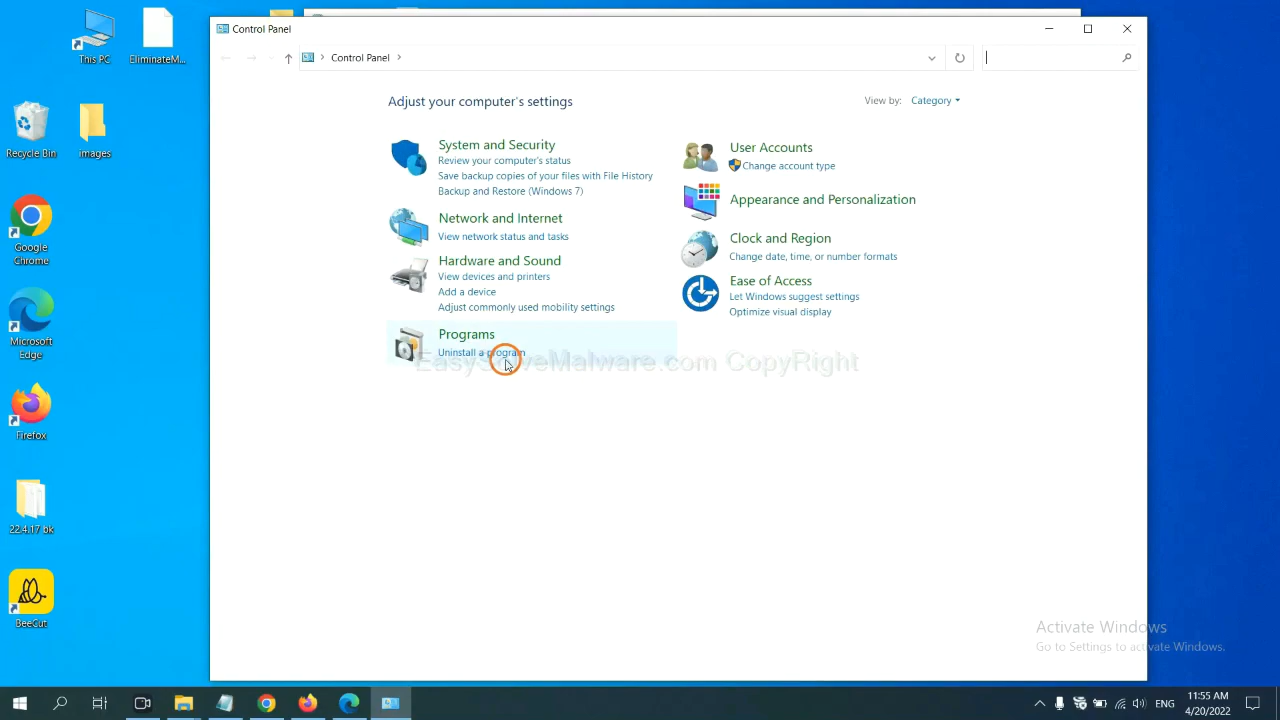 Control Panel
This PC
EliminateM...
Recycle Bin
images
Google
Chrome
Microsoft
Edge
Firefox
22.4.17 bk
BeeCut
Control Panel
Adjust your computer's settings
View by: Category
System and Security
Review your computer's status
Save backup copies of your files with File History
Backup and Restore (Windows 7)
Network and Internet
View network status and tasks
Hardware and Sound
View devices and printers
Add a device
Adjust commonly used mobility settings
Programs
Uninstall a program
User Accounts
Change account type
Appearance and Personalization
Clock and Region
Change date, time, or number formats
Ease of Access
Let Windows suggest settings
Optimize visual display
EasySolveMalware.com CopyRight
Activate Windows
Go to Settings to activate Windows.
ENG
11:55 AM
4/20/2022